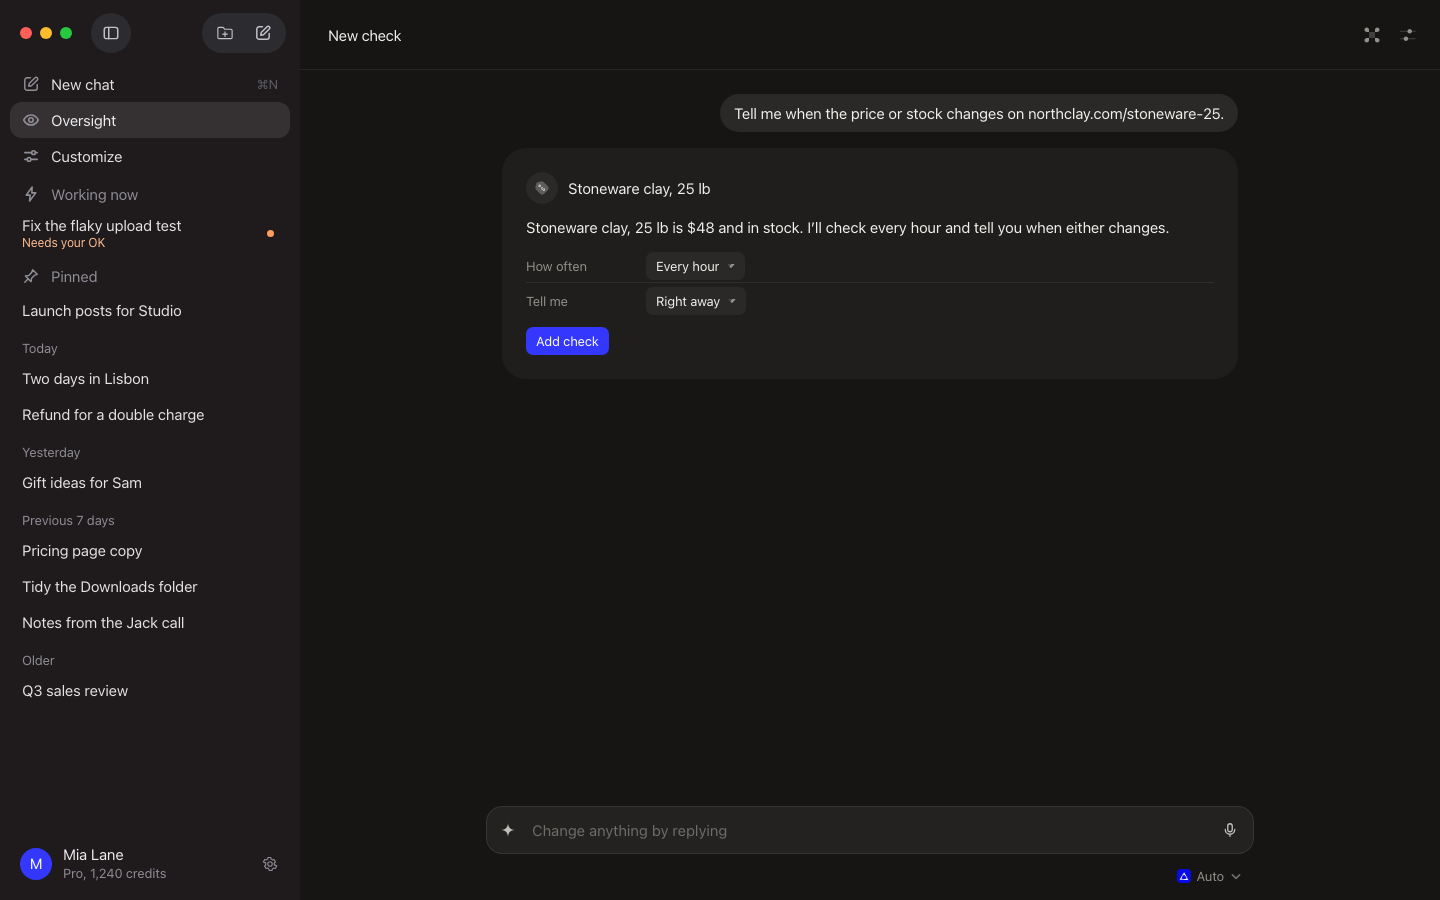 New chat
⌘N
Oversight
Customize
Working now
Fix the flaky upload test
Needs your OK
Pinned
Launch posts for Studio
Today
Two days in Lisbon
Refund for a double charge
Yesterday
Gift ideas for Sam
Previous 7 days
Pricing page copy
Tidy the Downloads folder
Notes from the Jack call
Older
Q3 sales review
M
Mia Lane
Pro, 1,240 credits
New check
Tell me when the price or stock changes on northclay.com/stoneware-25.
Stoneware clay, 25 lb
Stoneware clay, 25 lb is $48 and in stock. I’ll check every hour and tell you when either changes.
How often
Every hour
Tell me
Right away
Add check
Change anything by replying
Auto